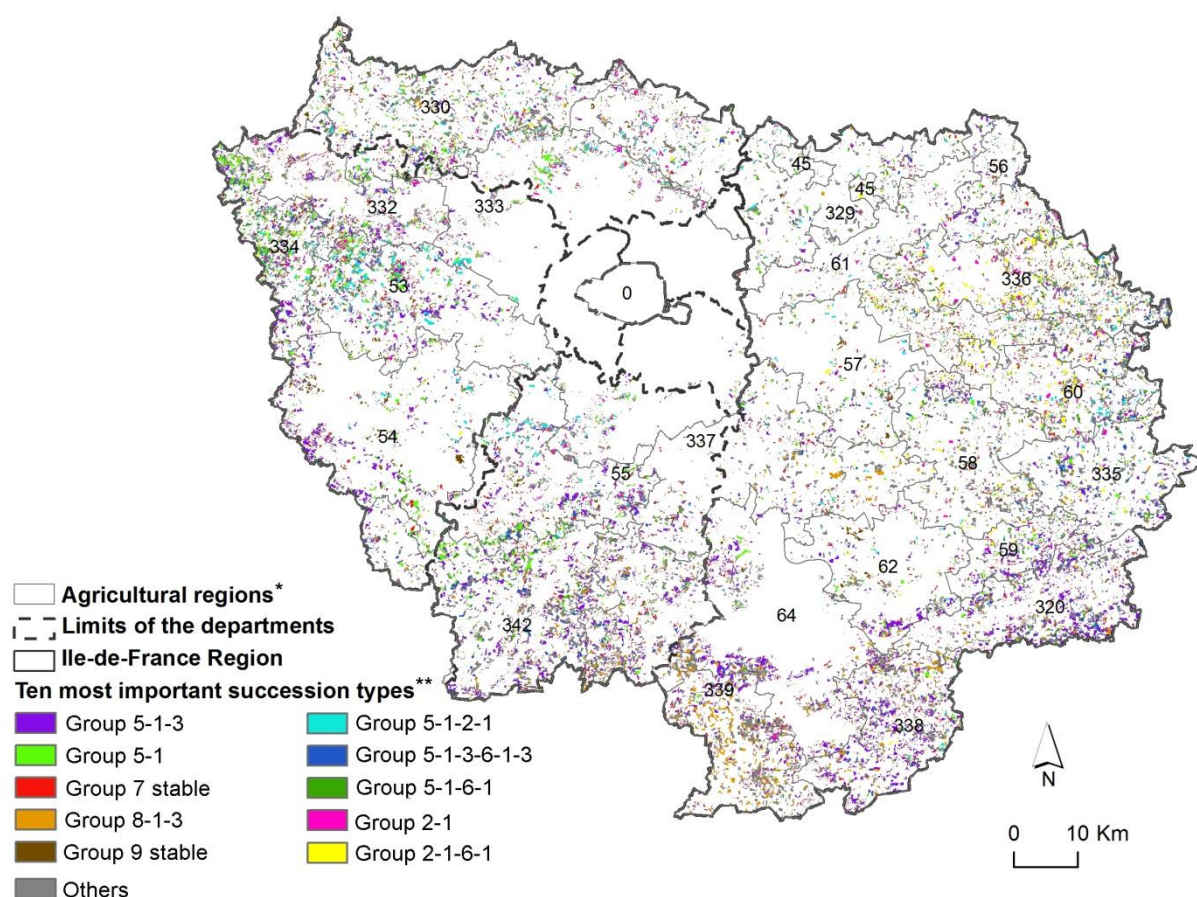 330
45
56
45
332
333
329
334
61
336
53
0
57
60
54
337
55
58
335
59
62
320
64
342
339
338
Agricultural regions*
Limits of the departments
Ile-de-France Region
Ten most important succession types**
Group 5-1-3
Group 5-1-2-1
Group 5-1
Group 5-1-3-6-1-3
Group 7 stable
Group 5-1-6-1
Group 8-1-3
Group 2-1
Group 9 stable
Group 2-1-6-1
Others
N
0 10 Km